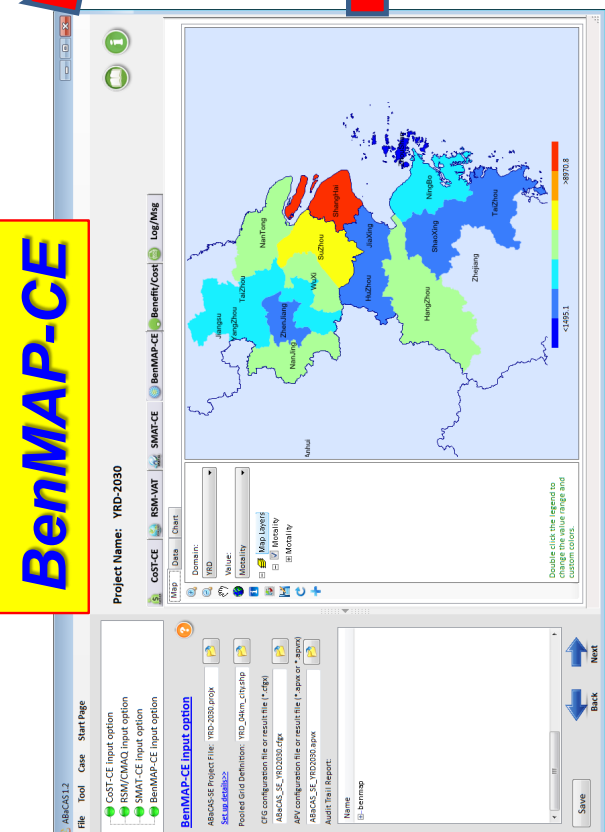 BenMAP-CE
ABaCAS1.2
File Tool Case Start Page
CoST-CE input option
RSM/CMAQ input option
SMAT-CE input option
BenMAP-CE input option
BenMAP-CE input option
ABaCAS-SE Project File: YRD-2030.projx
Set up details>>
Pooled Grid Definition: YRD_04km_city.shp
CFG configuration file or result file (*.cfgx)
ABaCAS_SE_YRD2030.cfgx
APV configuration file or result file (*.apvx or *.apvrx)
ABaCAS_SE_YRD2030.apvx
Audit Trail Report:
Name
benmap
Save
Back
Next
Project Name: YRD-2030
CoST-CE RSM-VAT SMAT-CE BenMAP-CE Benefit/Cost Log/Msg
Map Data Chart
Domain:
YRD
Value:
Motality
Map Layers
Motality
Motality
Double click the legend to
change the value range and
custom colors.
Jiangsu
YangZhou
TaiZhou
NanTong
ZhenJiang
NanJing
WuXi
SuZhou
ShangHai
HuZhou
JiaXing
HangZhou
ShaoXing
NingBo
TaiZhou
Zhejiang
Anhui
<1495.1
>8970.8